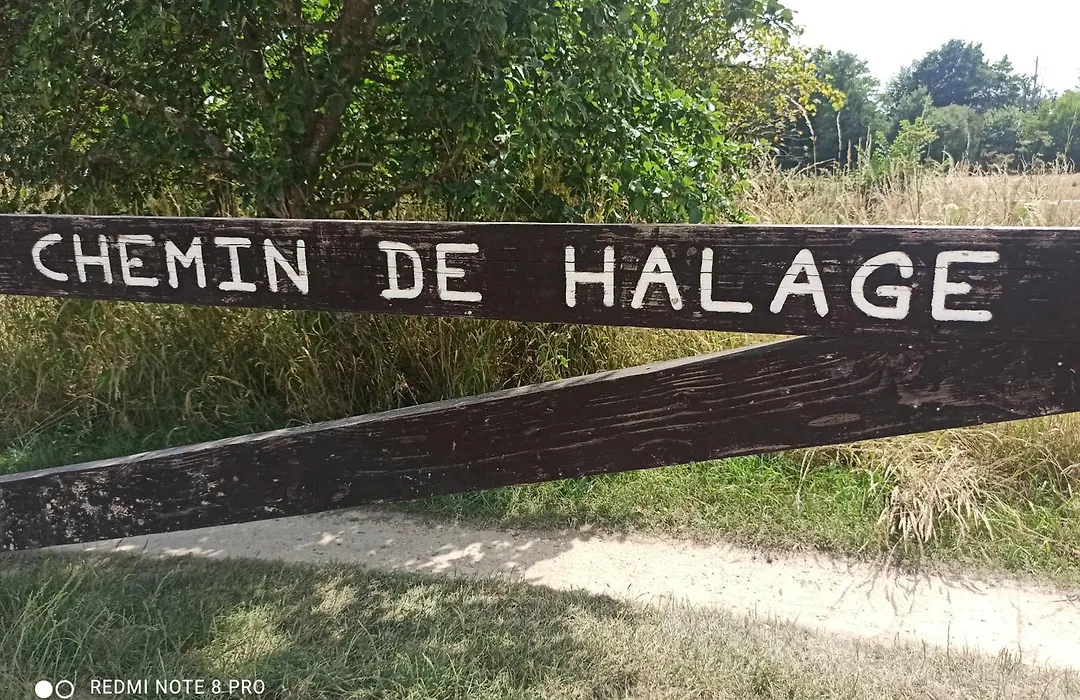 CHEMIN DE HALAGE
REDMI NOTE 8 PRO